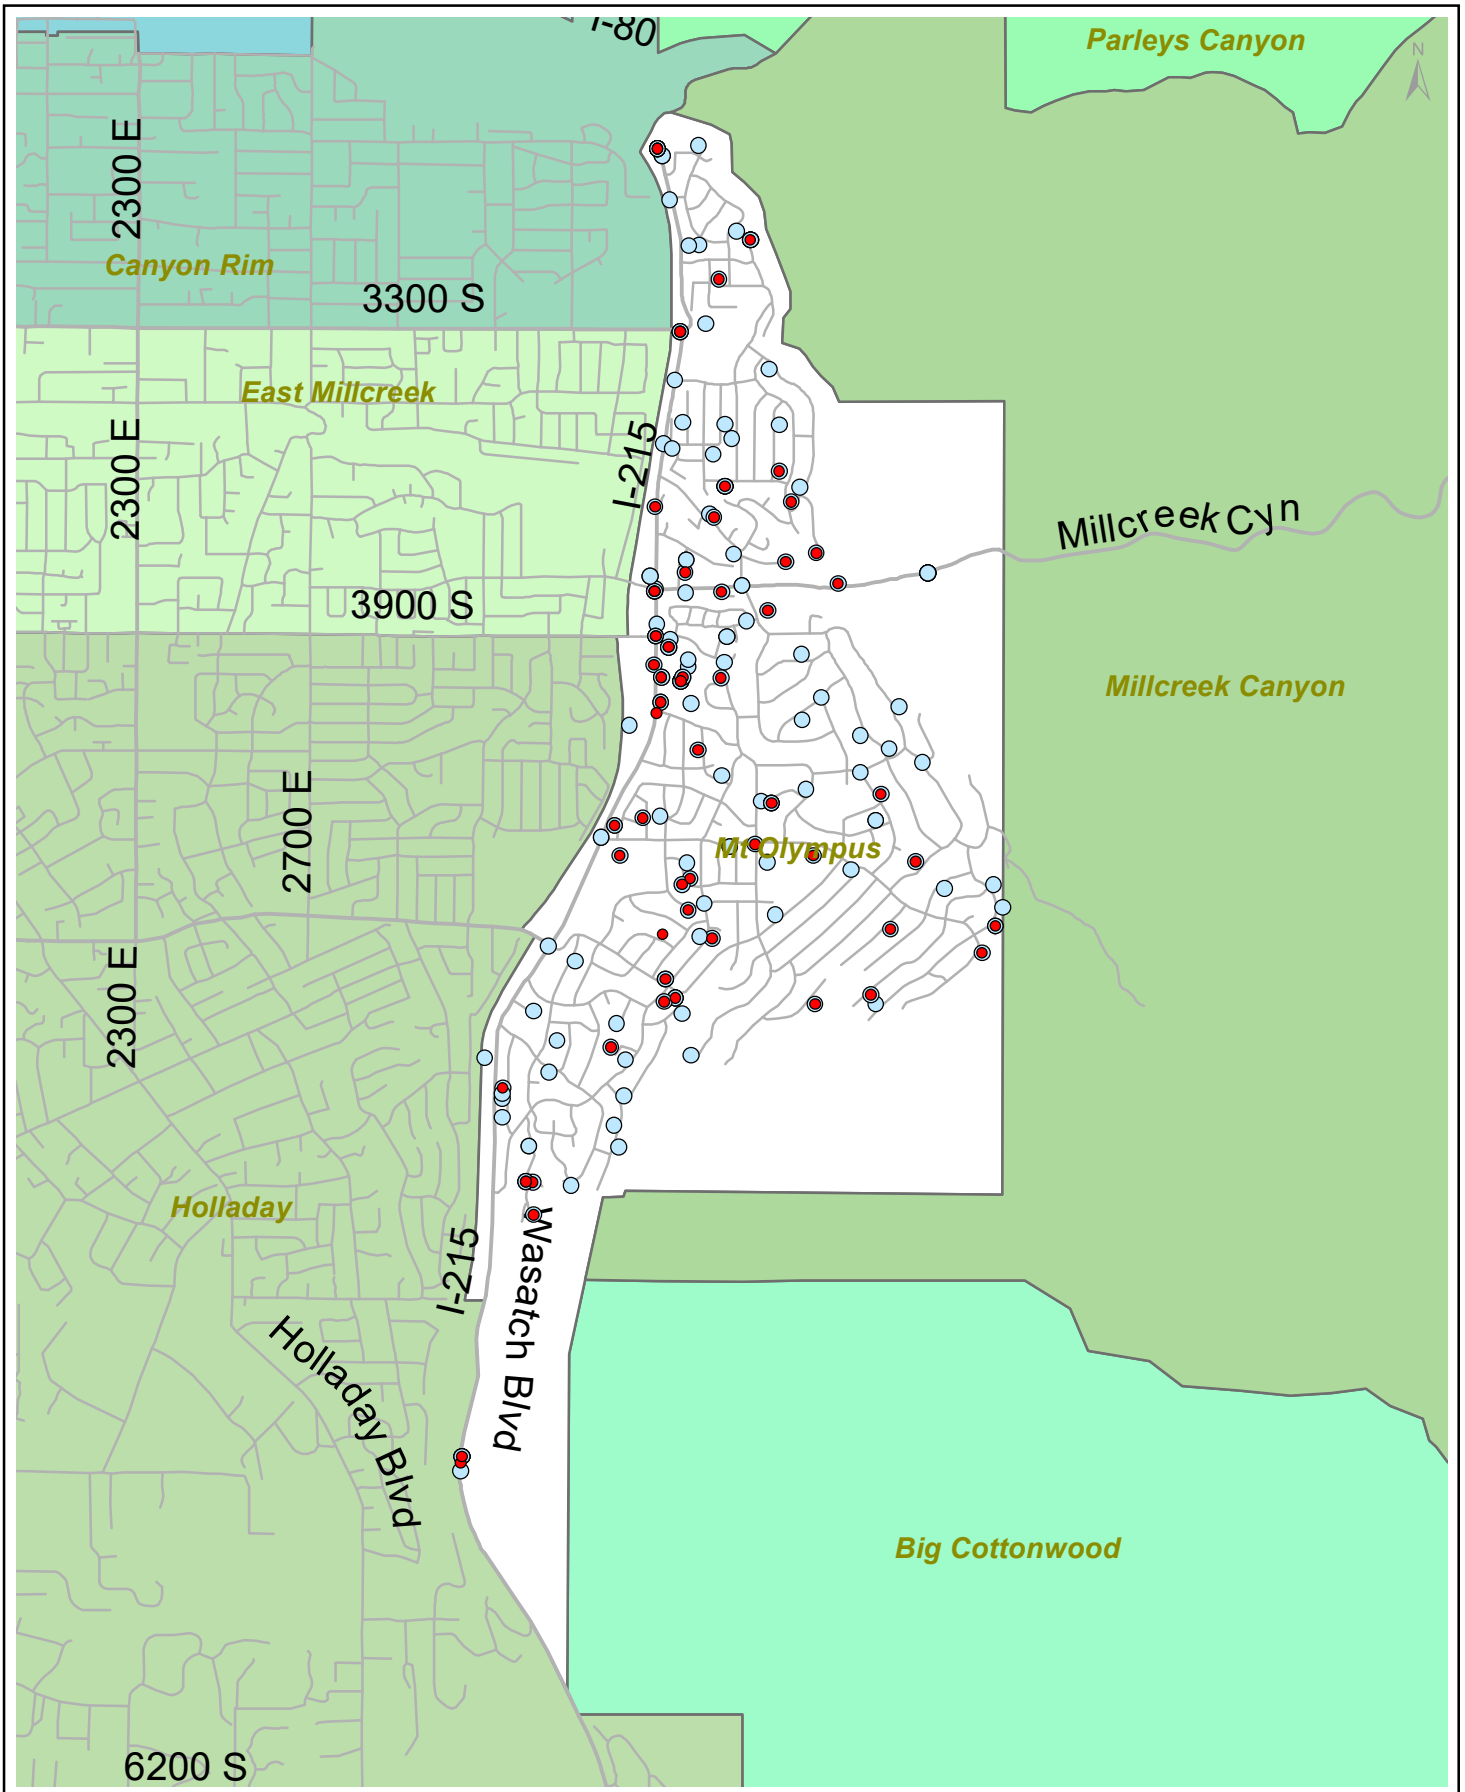 I-80
Parleys Canyon
N
2300 E
Canyon Rim
3300 S
East Millcreek
2300 E
I-215
Millcreek Cyn
3900 S
Millcreek Canyon
2700 E
Mt Olympus
2300 E
Holladay
I-215
Wasatch Blvd
Holladay Blvd
Big Cottonwood
6200 S